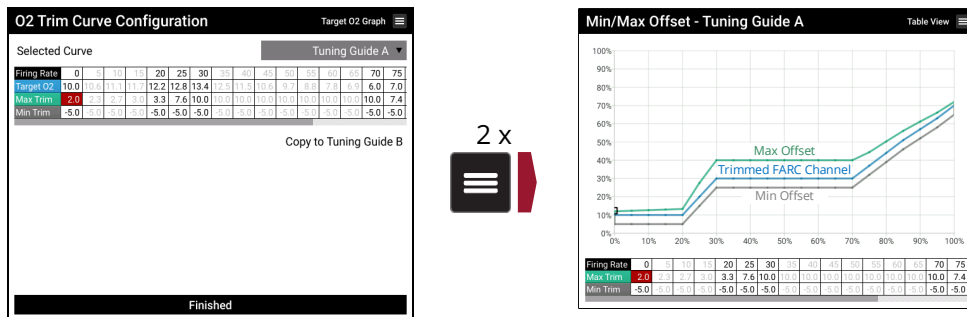 O2 Trim Curve Configuration Target O2 Graph
Selected Curve Tuning Guide A
Firing Rate 0 5 10 15 20 25 30 35 40 45 50 55 60 65 70 75
Target O2 10.0 10.6 11.1 11.7 12.2 12.8 13.4 12.5 11.5 10.6 9.7 8.8 7.8 6.9 6.0 7.0
Max Trim 2.0 2.3 2.7 3.0 3.3 7.6 10.0 10.0 10.0 10.0 10.0 10.0 10.0 10.0 10.0 7.4
Min Trim -5.0 -5.0 -5.0 -5.0 -5.0 -5.0 -5.0 -5.0 -5.0 -5.0 -5.0 -5.0 -5.0 -5.0 -5.0 -5.0
Copy to Tuning Guide B
Finished
2 x
Min/Max Offset - Tuning Guide A Table View
100%
90%
80%
70%
60%
50%
40%
30%
20%
10%
0%
Max Offset
Trimmed FARC Channel
Min Offset
0% 10% 20% 30% 40% 50% 60% 70% 80% 90% 100%
Firing Rate 0 5 10 15 20 25 30 35 40 45 50 55 60 65 70 75
Max Trim 2.0 2.3 2.7 3.0 3.3 7.6 10.0 10.0 10.0 10.0 10.0 10.0 10.0 10.0 10.0 7.4
Min Trim -5.0 -5.0 -5.0 -5.0 -5.0 -5.0 -5.0 -5.0 -5.0 -5.0 -5.0 -5.0 -5.0 -5.0 -5.0 -5.0